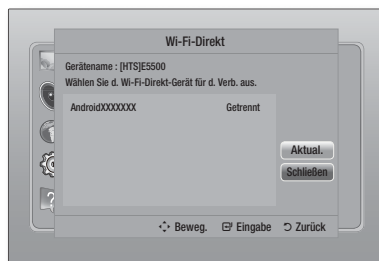 Wi-Fi-Direkt
Gerätename : [HTS]E5500
Wählen Sie d. Wi-Fi-Direkt-Gerät für d. Verb. aus.
AndroidXXXXXXX Getrennt
Aktual.
Schließen
Beweg. Eingabe Zurück